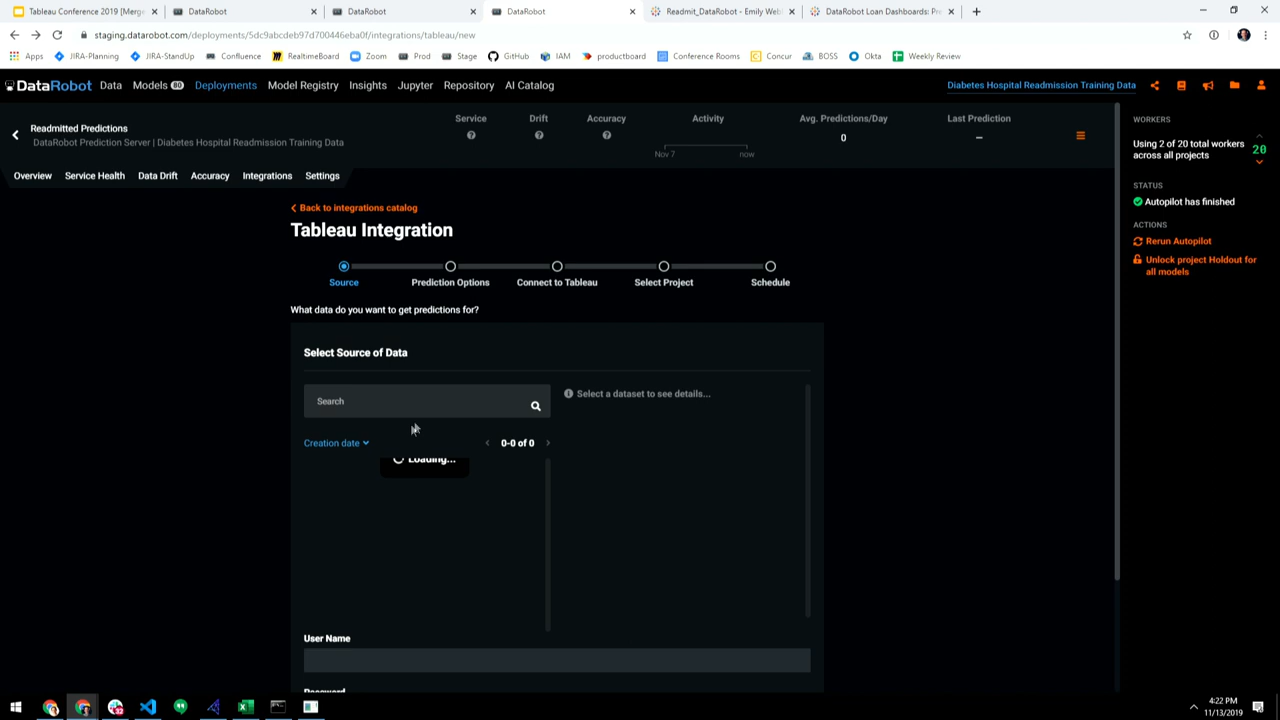 Tableau Conference 2019 [Merge
DataRobot
DataRobot
DataRobot
Readmit_DataRobot - Emily Web
DataRobot Loan Dashboards: Pre
staging.datarobot.com/deployments/5dc9abcdeb97d700446eba0f/integrations/tableau/new
Apps
JIRA-Planning
JIRA-StandUp
Confluence
RealtimeBoard
Zoom
Prod
Stage
GitHub
IAM
productboard
Conference Rooms
Concur
BOSS
Okta
Weekly Review
DataRobot
Data
Models 80
Deployments
Model Registry
Insights
Jupyter
Repository
AI Catalog
Diabetes Hospital Readmission Training Data
Readmitted Predictions
DataRobot Prediction Server | Diabetes Hospital Readmission Training Data
Service
Drift
Accuracy
Activity
Nov 7
now
Avg. Predictions/Day
0
Last Prediction
–
Overview
Service Health
Data Drift
Accuracy
Integrations
Settings
Back to integrations catalog
Tableau Integration
Source
Prediction Options
Connect to Tableau
Select Project
Schedule
What data do you want to get predictions for?
Select Source of Data
Search
Select a dataset to see details...
Creation date
0-0 of 0
Loading...
User Name
Password
WORKERS
Using 2 of 20 total workers
across all projects
20
STATUS
Autopilot has finished
ACTIONS
Rerun Autopilot
Unlock project Holdout for
all models
4:22 PM
11/13/2019